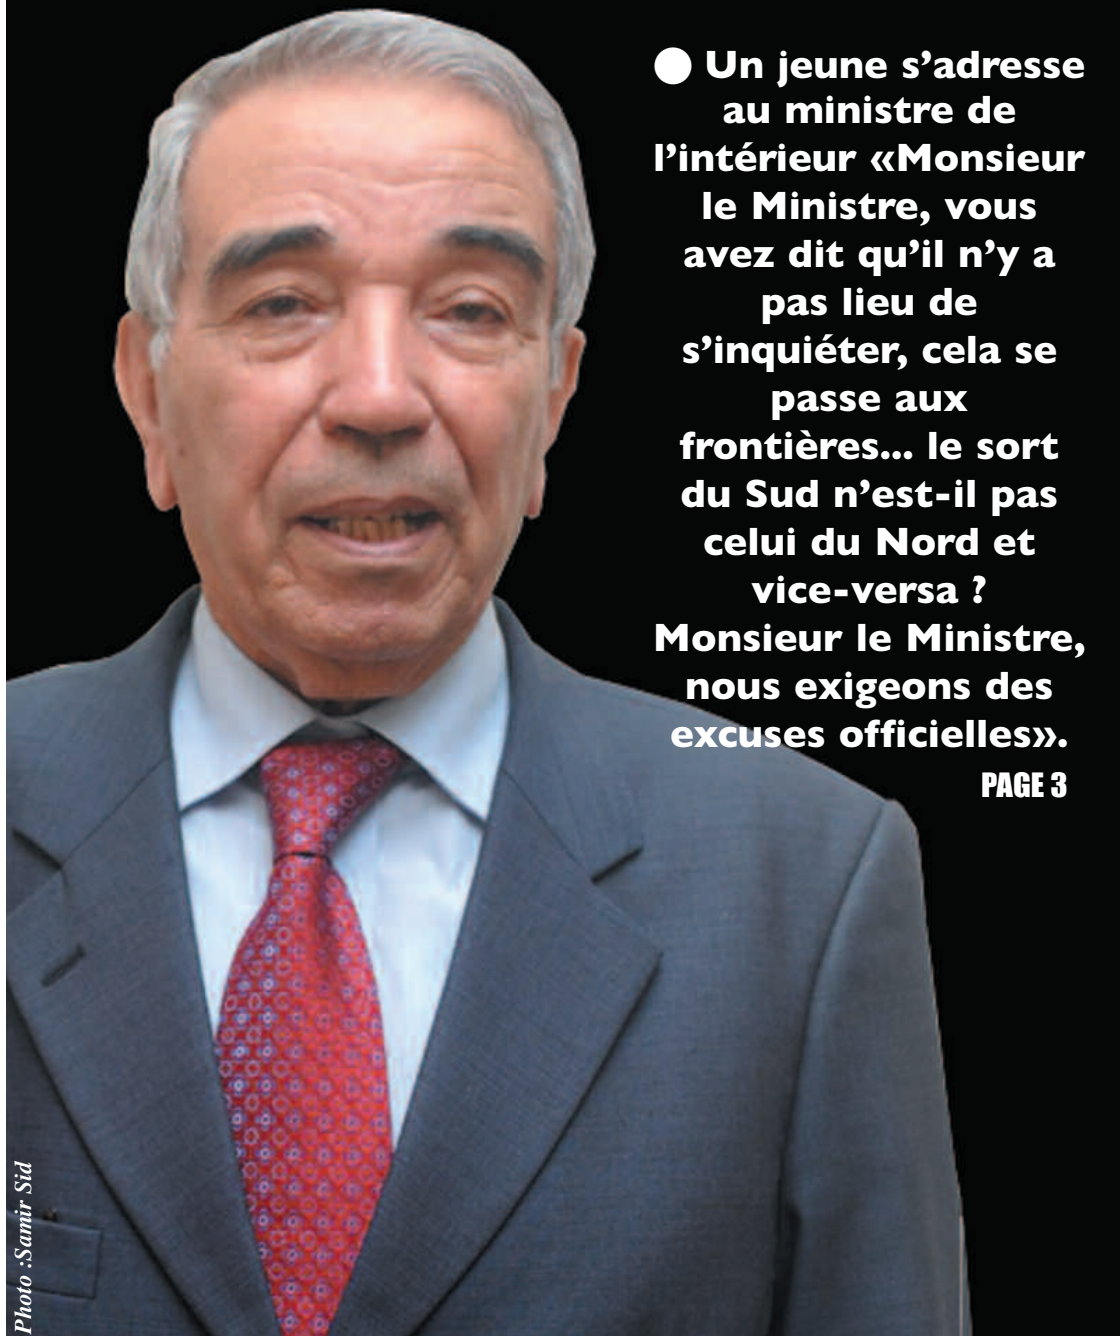 ● Un jeune s’adresse
au ministre de
l’intérieur «Monsieur
le Ministre, vous
avez dit qu’il n’y a
pas lieu de
s’inquiéter, cela se
passe aux
frontières... le sort
du Sud n’est-il pas
celui du Nord et
vice-versa ?
Monsieur le Ministre,
nous exigeons des
excuses officielles».
PAGE 3
Photo :Samir Sid